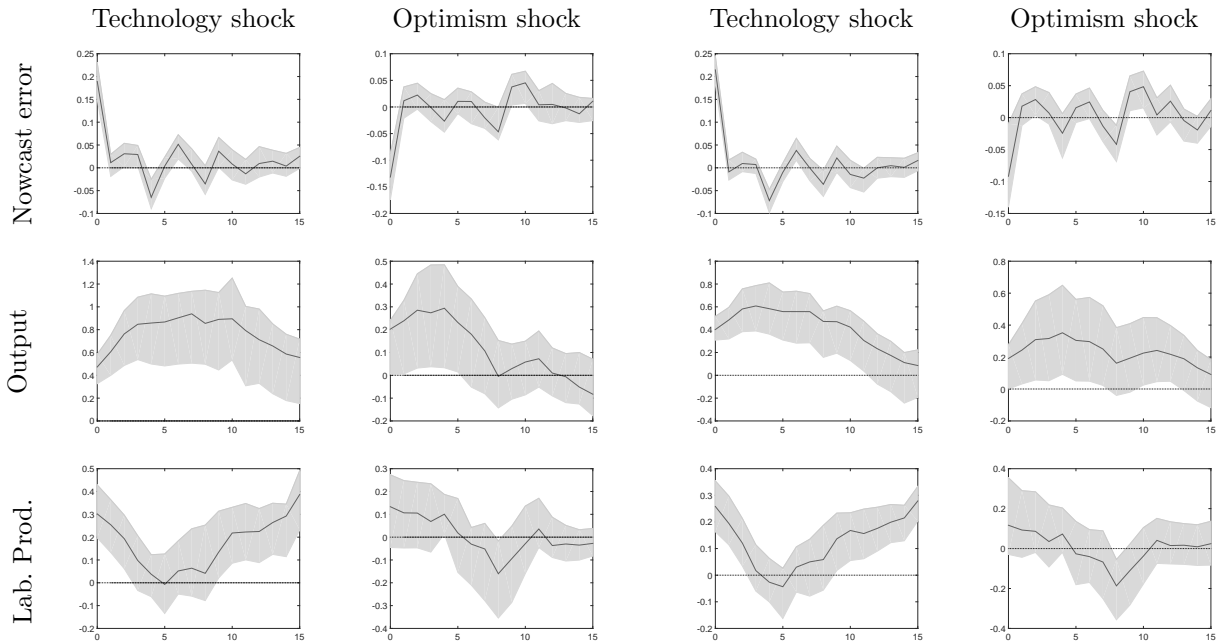 Technology shock Optimism shock Technology shock Optimism shock
Nowcast error
0.25 0.2 0.15 0.1 0.05 0 -0.05 -0.1
0 5 10 15
0.1 0.05 0 -0.05 -0.1 -0.15 -0.2
0 5 10 15
0.25 0.2 0.15 0.1 0.05 0 -0.05 -0.1
0 5 10 15
0.1 0.05 0 -0.05 -0.1 -0.15
0 5 10 15
Output
1.4 1.2 1 0.8 0.6 0.4 0.2 0
0 5 10 15
0.5 0.4 0.3 0.2 0.1 0 -0.1 -0.2
0 5 10 15
1 0.8 0.6 0.4 0.2 0 -0.2 -0.4
0 5 10 15
0.8 0.6 0.4 0.2 0 -0.2
0 5 10 15
Lab. Prod.
0.5 0.4 0.3 0.2 0.1 0 -0.1 -0.2
0 5 10 15
0.3 0.2 0.1 0 -0.1 -0.2 -0.3 -0.4
0 5 10 15
0.4 0.3 0.2 0.1 0 -0.1 -0.2
0 5 10 15
0.4 0.2 0 -0.2 -0.4
0 5 10 15